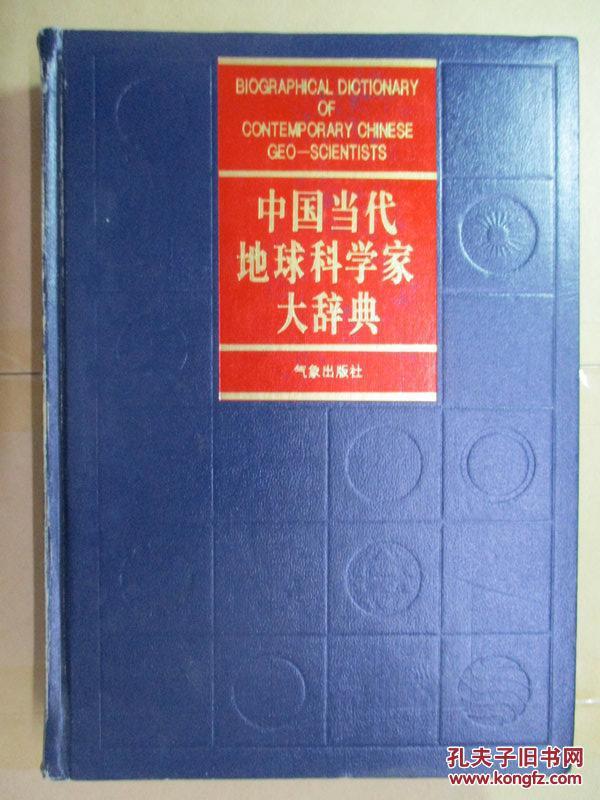 BIOGRAPHICAL DICTIONARY
OF
CONTEMPORARY CHINESE
GEO—SCIENTISTS
中国当代
地球科学家
大辞典
气象出版社
孔夫子旧书网
www.kongfz.com